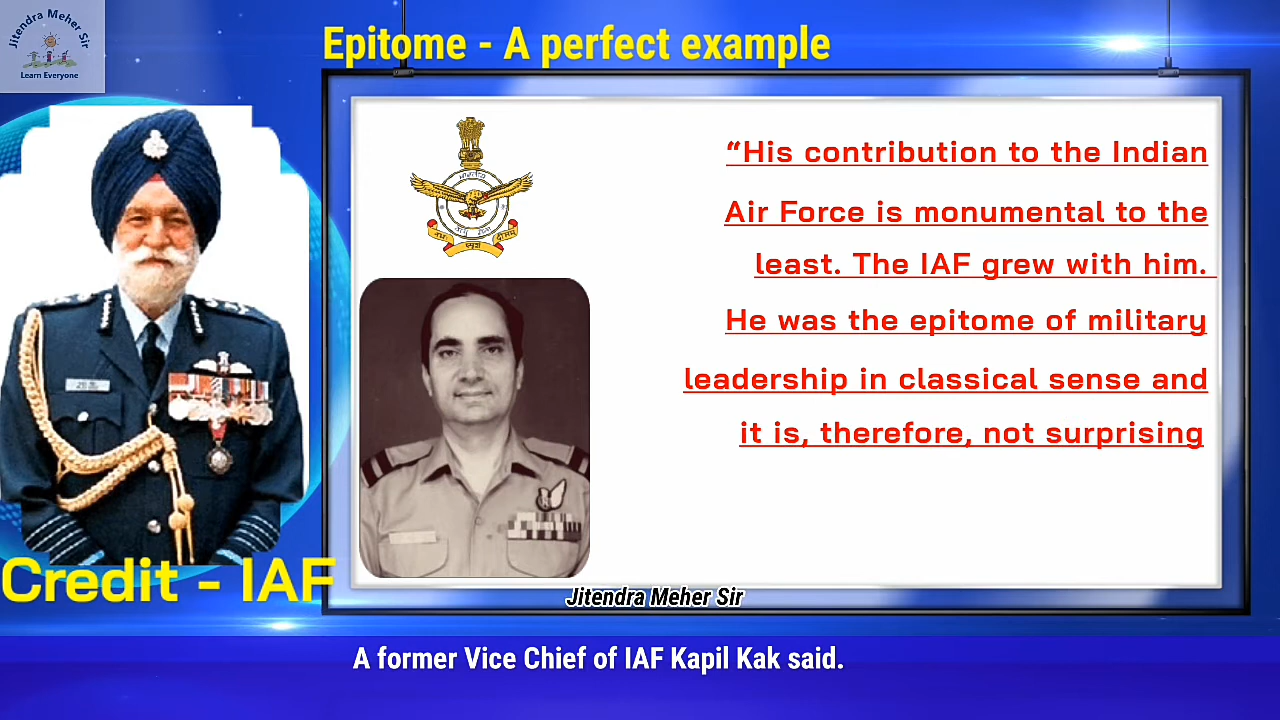 Jitendra Meher Sir
Learn Everyone
Epitome - A perfect example
“His contribution to the Indian
Air Force is monumental to the
least. The IAF grew with him.
He was the epitome of military
leadership in classical sense and
it is, therefore, not surprising
Credit - IAF
Jitendra Meher Sir
A former Vice Chief of IAF Kapil Kak said.